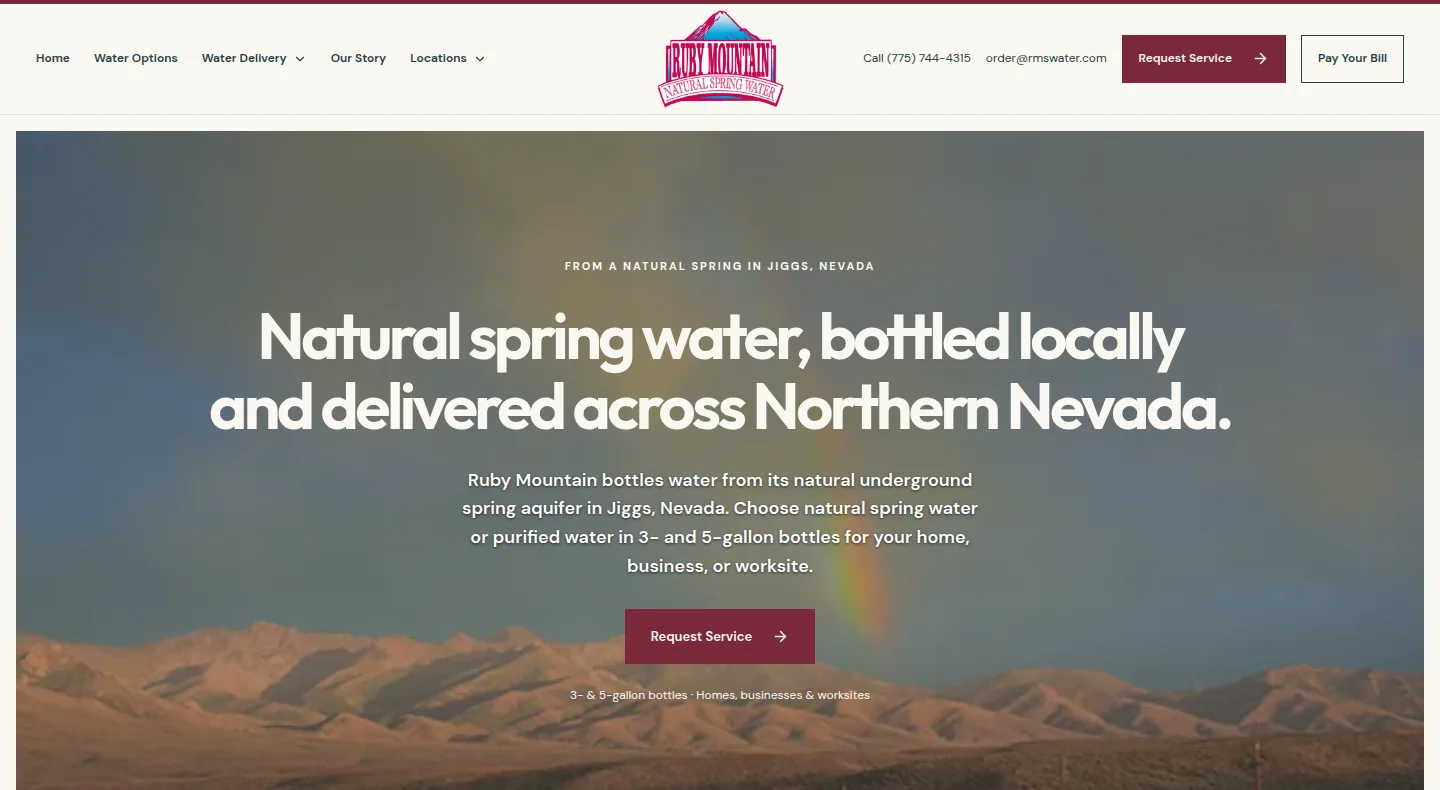 Home
Water Options
Water Delivery
Our Story
Locations
RUBY MOUNTAIN
NATURAL SPRING WATER
Call (775) 744-4315
order@rmswater.com
Request Service
Pay Your Bill
FROM A NATURAL SPRING IN JIGGS, NEVADA
Natural spring water, bottled locally
and delivered across Northern Nevada.
Ruby Mountain bottles water from its natural underground
spring aquifer in Jiggs, Nevada. Choose natural spring water
or purified water in 3- and 5-gallon bottles for your home,
business, or worksite.
Request Service
3- & 5-gallon bottles · Homes, businesses & worksites